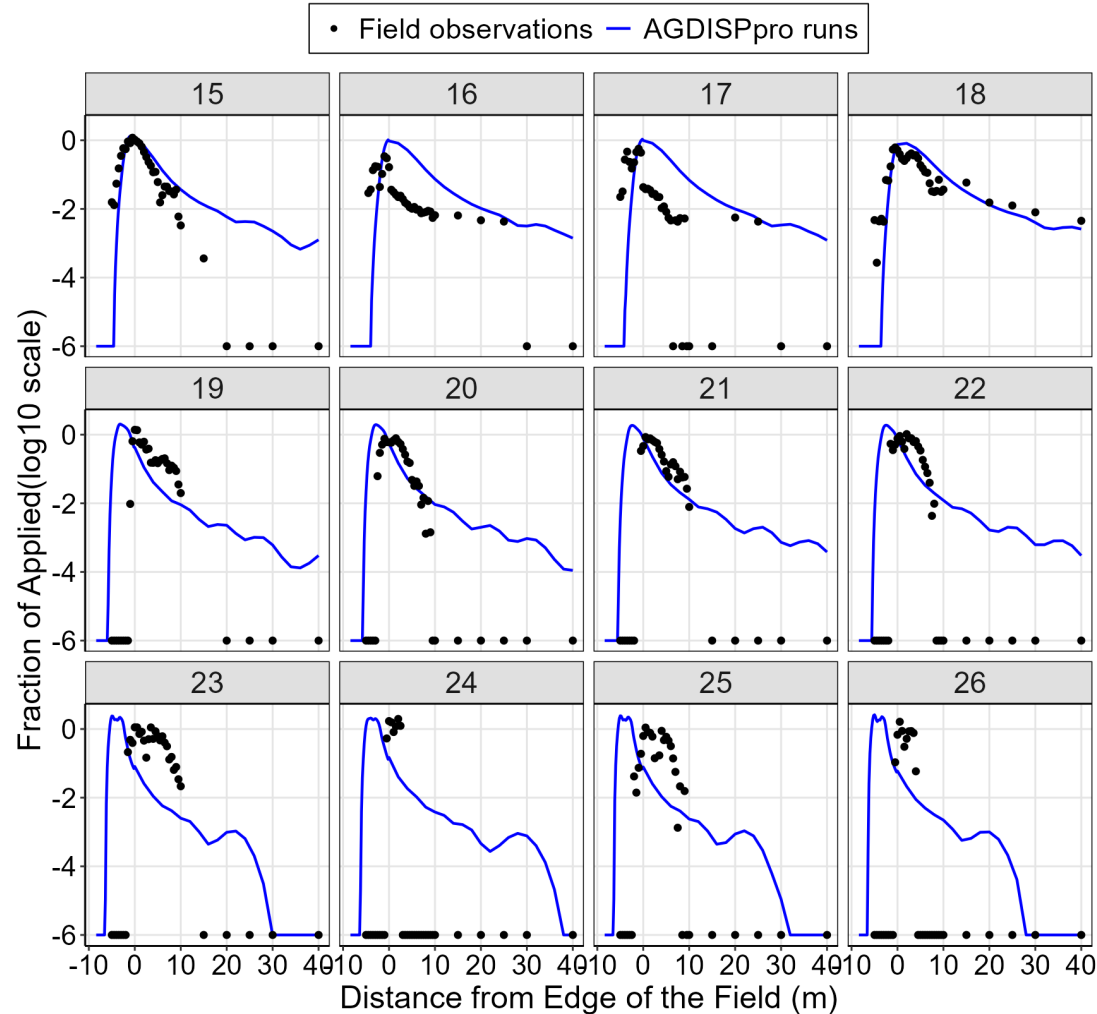 Field observations AGDISPpro runs
15 16 17 18
0
-2
-4
-6
19 20 21 22
0
-2
-4
-6
23 24 25 26
0
-2
-4
-6
-10 0 10 20 30 40 -10 0 10 20 30 40 -10 0 10 20 30 40 -10 0 10 20 30 40
Fraction of Applied(log10 scale)
Distance from Edge of the Field (m)